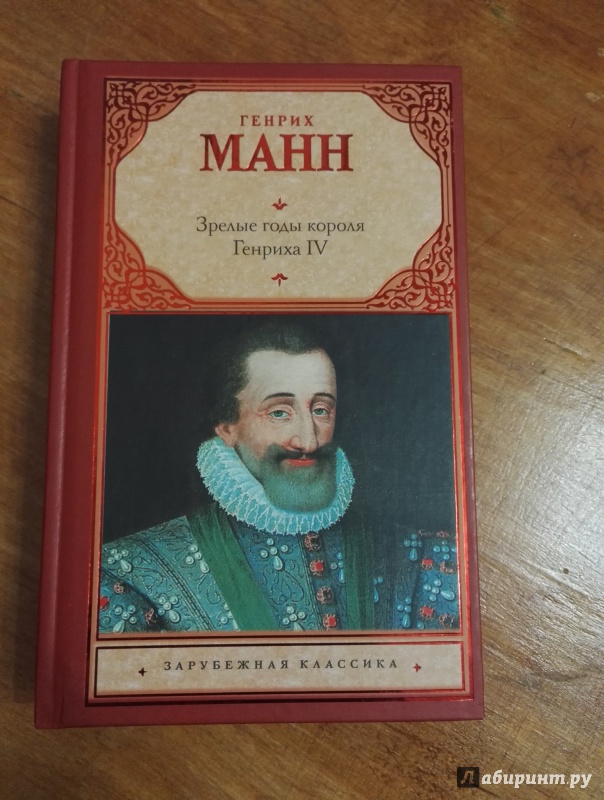 ГЕНРИХ
МАНН
Зрелые годы короля
Генриха IV
ЗАРУБЕЖНАЯ КЛАССИКА
Лабиринт.ру